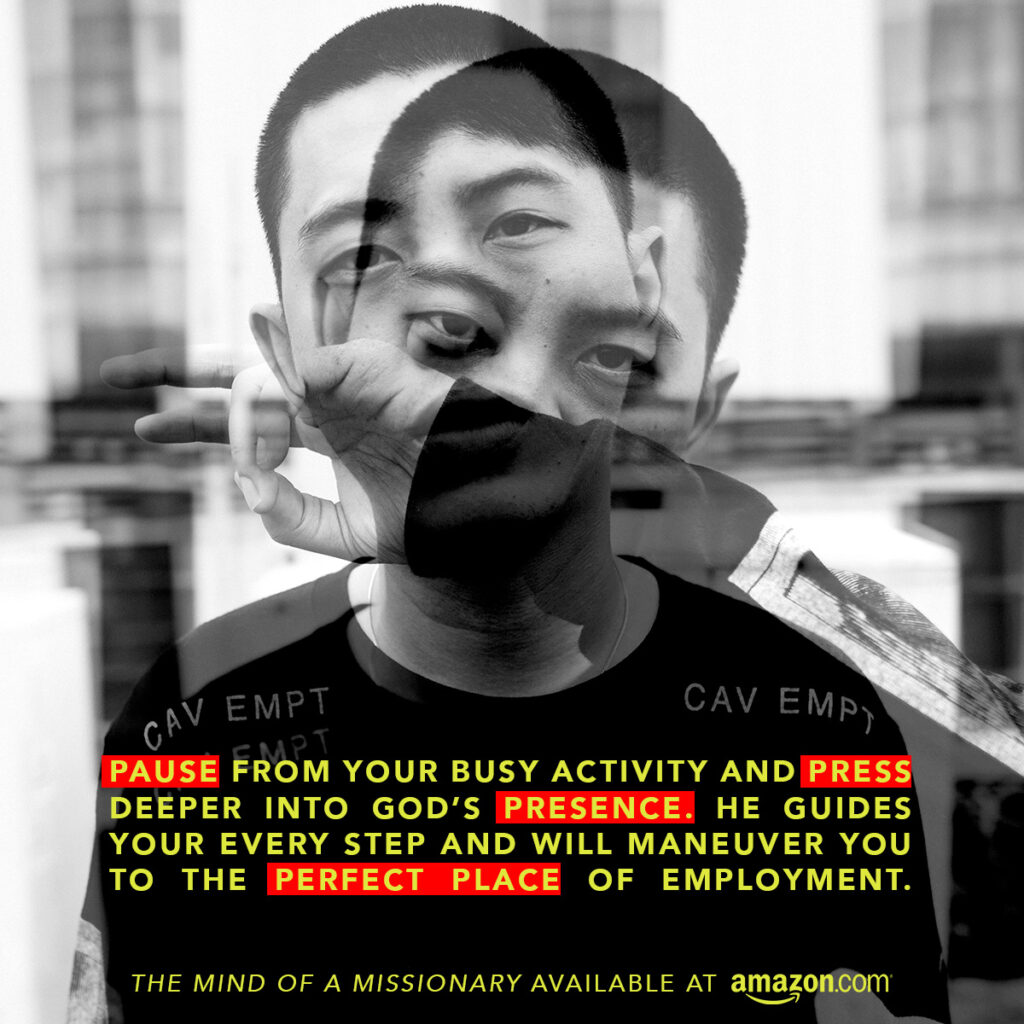 CAV EMPT
CAV EMPT
EMPT
PAUSE FROM YOUR BUSY ACTIVITY AND PRESS
DEEPER INTO GOD'S PRESENCE. HE GUIDES
YOUR EVERY STEP AND WILL MANEUVER YOU
TO THE PERFECT PLACE OF EMPLOYMENT.
THE MIND OF A MISSIONARY AVAILABLE AT amazon.com